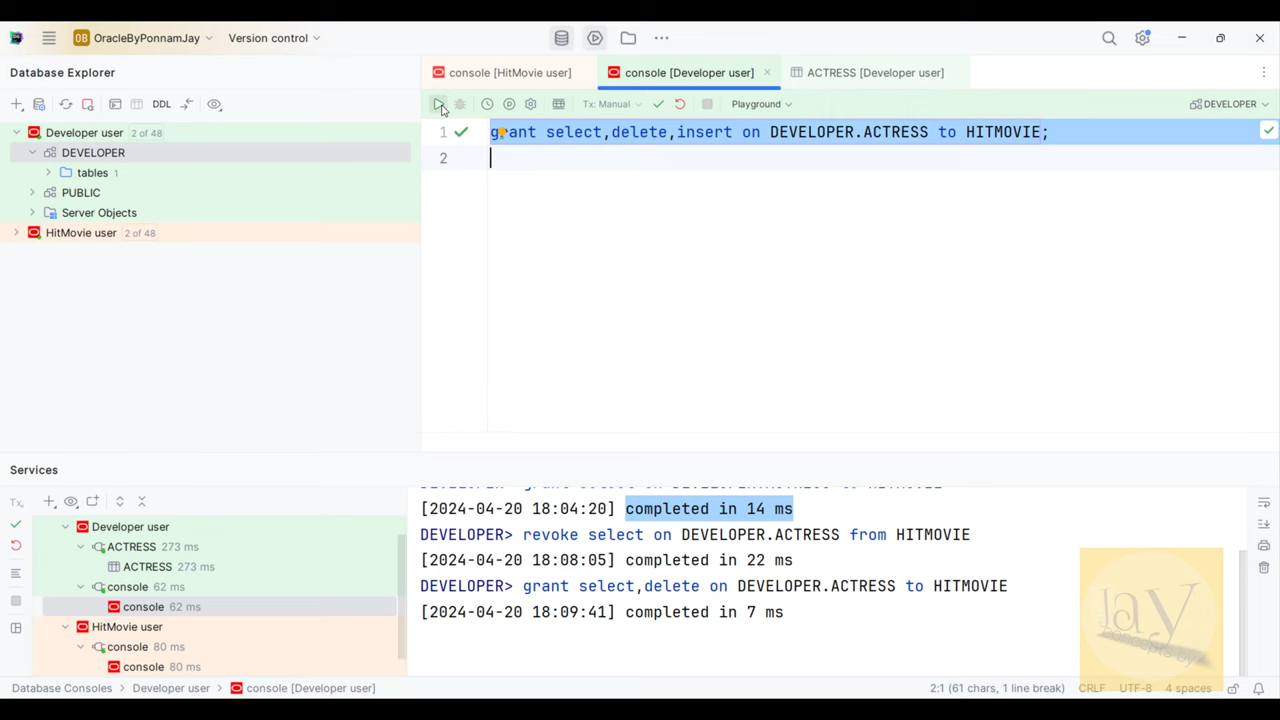 OB OracleByPonnamJay Version control
Database Explorer
console [HitMovie user] console [Developer user] ACTRESS [Developer user]
DDL Tx: Manual Playground DEVELOPER
Developer user 2 of 48
DEVELOPER
tables 1
PUBLIC
Server Objects
HitMovie user 2 of 48
1 grant select,delete,insert on DEVELOPER.ACTRESS to HITMOVIE;
2
Services
Tx
Developer user
ACTRESS 273 ms
ACTRESS 273 ms
console 62 ms
console 62 ms
HitMovie user
console 80 ms
console 80 ms
[2024-04-20 18:04:20] completed in 14 ms
DEVELOPER> revoke select on DEVELOPER.ACTRESS from HITMOVIE
[2024-04-20 18:08:05] completed in 22 ms
DEVELOPER> grant select,delete on DEVELOPER.ACTRESS to HITMOVIE
[2024-04-20 18:09:41] completed in 7 ms
Jay
concepts by
Database Consoles Developer user console [Developer user] 2:1 (61 chars, 1 line break) CRLF UTF-8 4 spaces